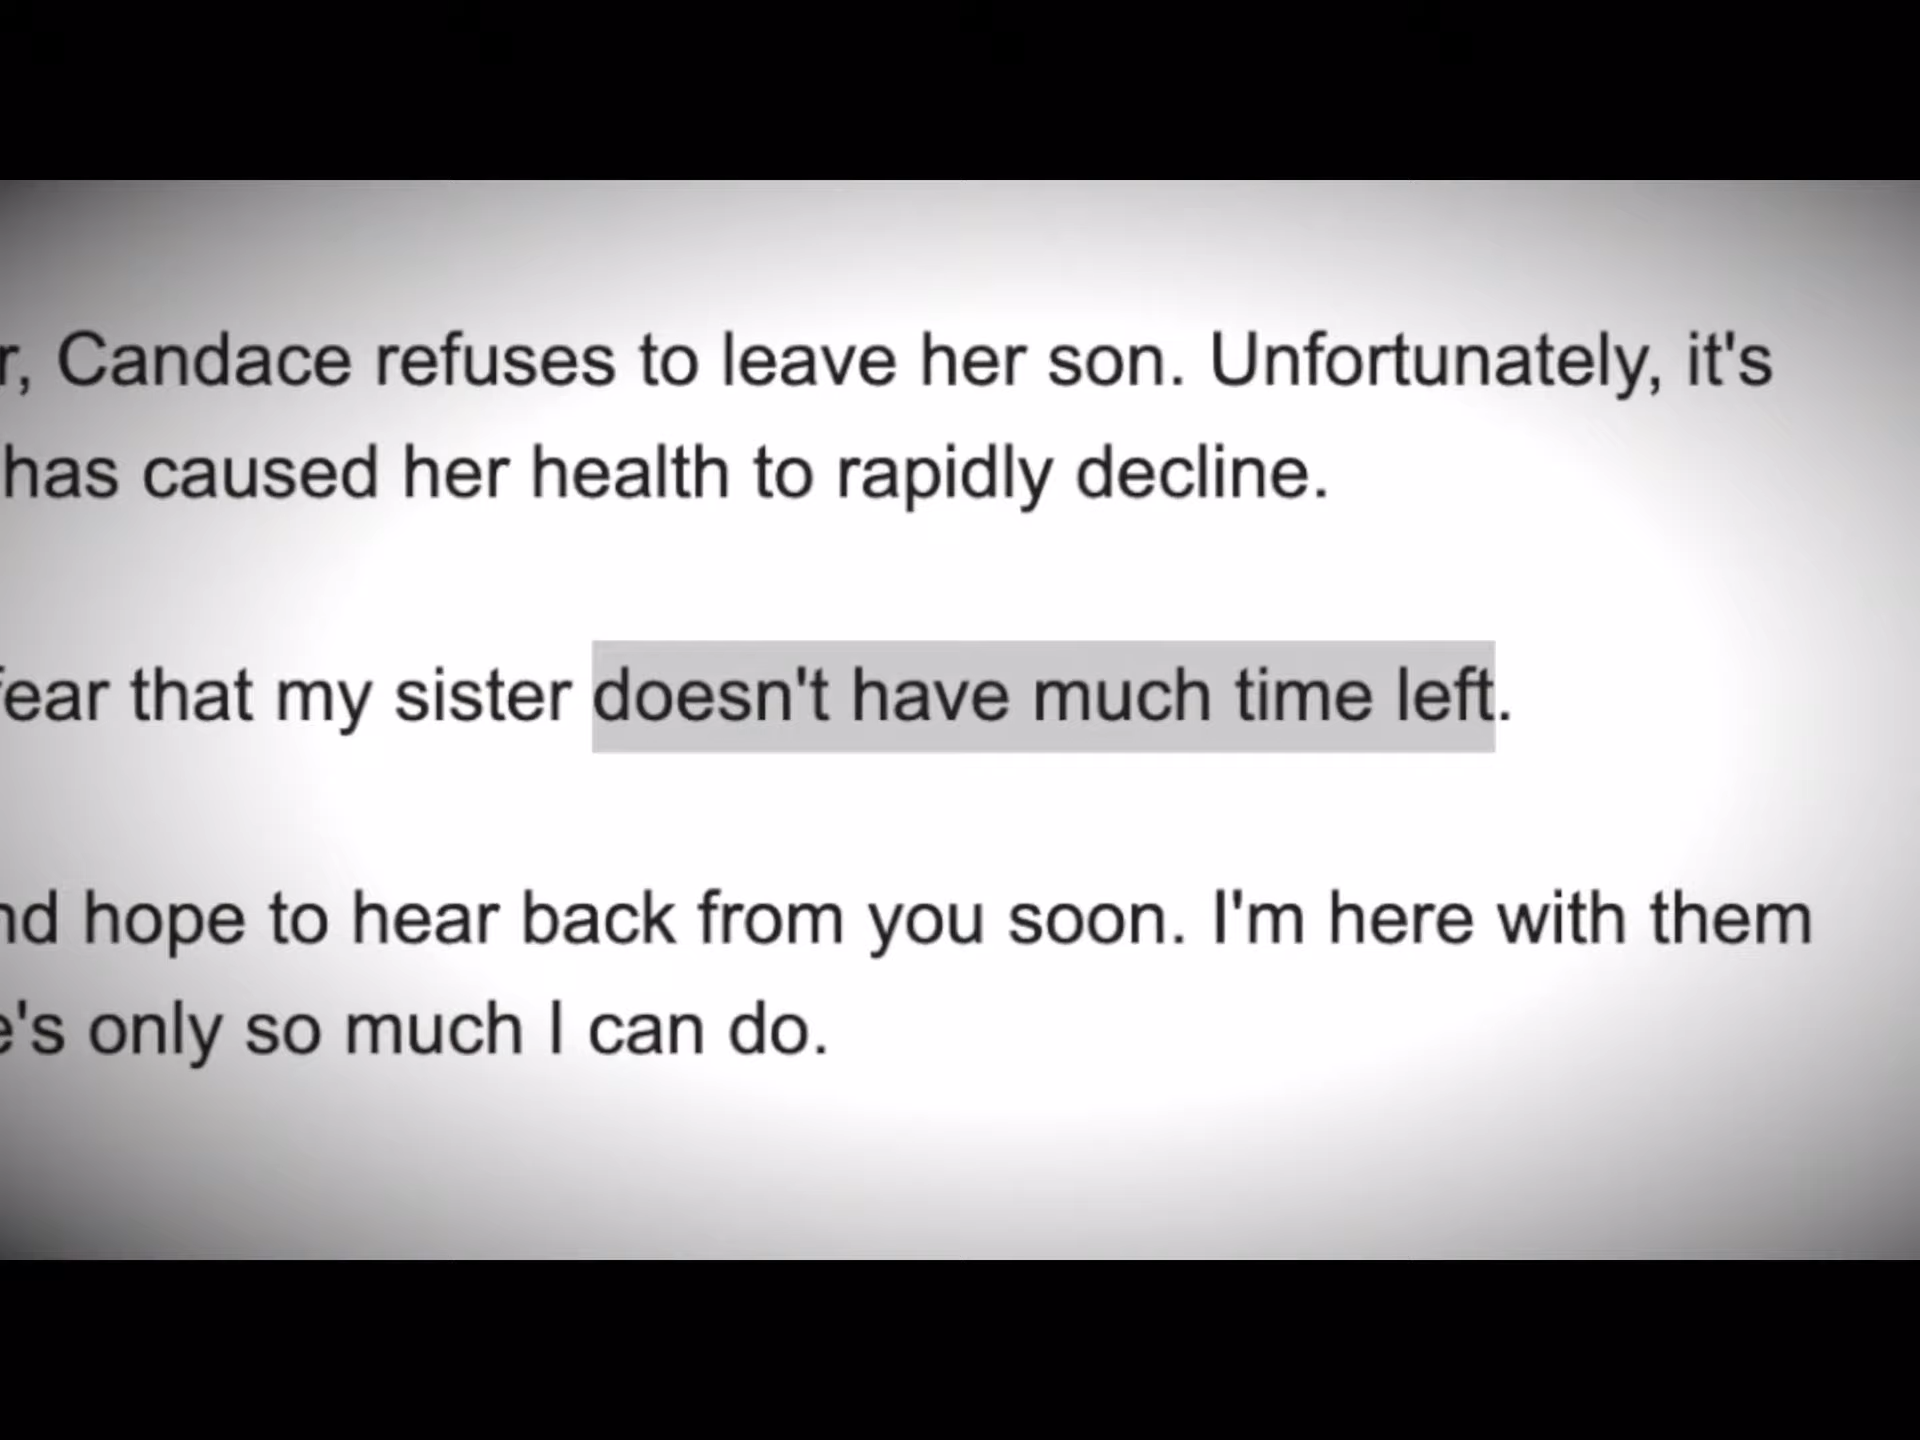 r, Candace refuses to leave her son. Unfortunately, it's
has caused her health to rapidly decline.
fear that my sister doesn't have much time left.
nd hope to hear back from you soon. I'm here with them
e's only so much I can do.